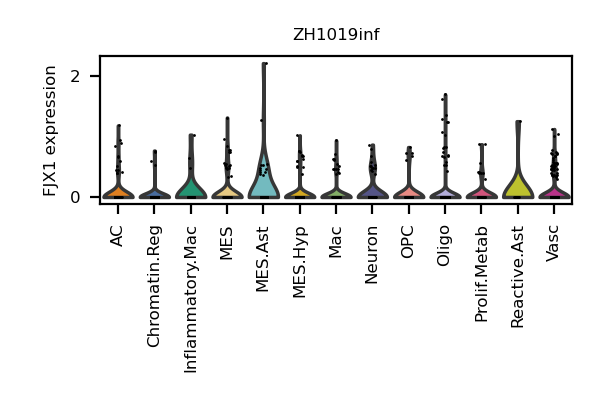 ZH1019inf
FJX1 expression
2
0
AC
Chromatin.Reg
Inflammatory.Mac
MES
MES.Ast
MES.Hyp
Mac
Neuron
OPC
Oligo
Prolif.Metab
Reactive.Ast
Vasc